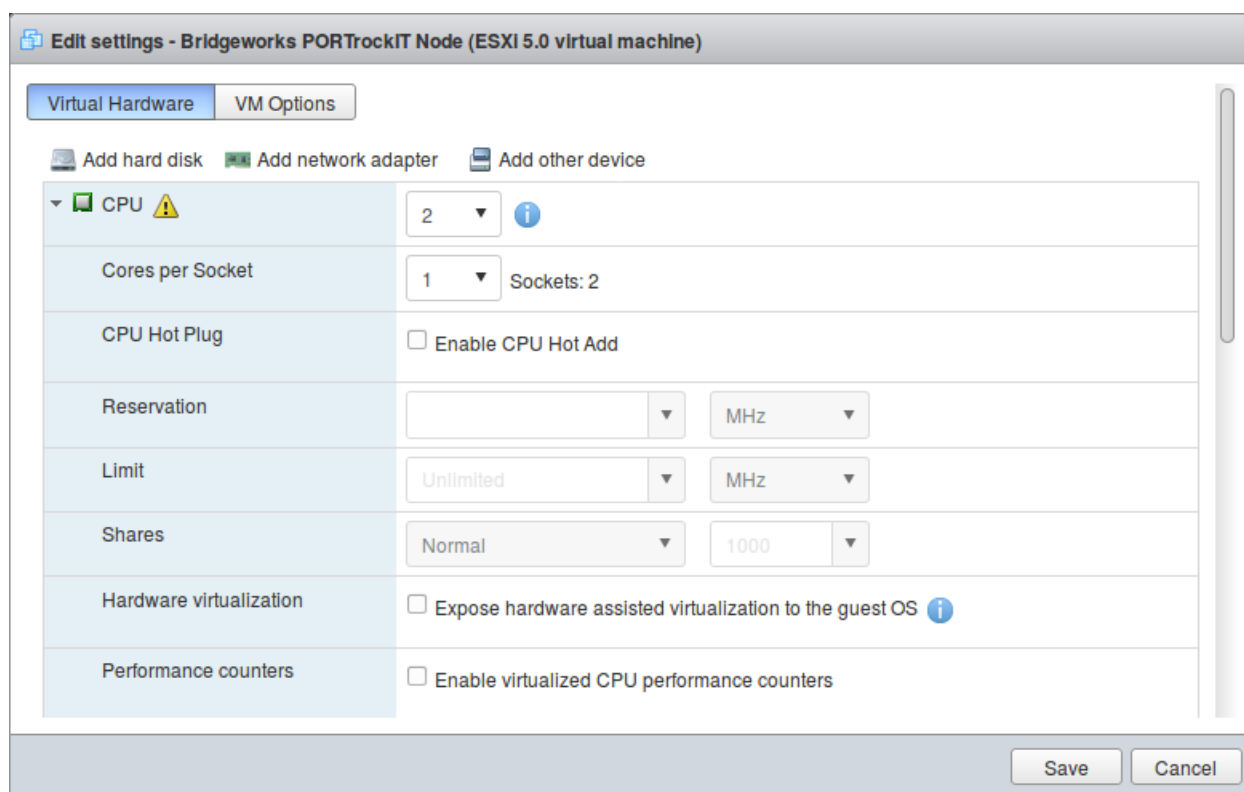 Edit settings - Bridgeworks PORTrockIT Node (ESXi 5.0 virtual machine)
Virtual Hardware VM Options
Add hard disk Add network adapter Add other device
CPU 2
Cores per Socket 1 Sockets: 2
CPU Hot Plug Enable CPU Hot Add
Reservation MHz
Limit Unlimited MHz
Shares Normal 1000
Hardware virtualization Expose hardware assisted virtualization to the guest OS
Performance counters Enable virtualized CPU performance counters
Save Cancel